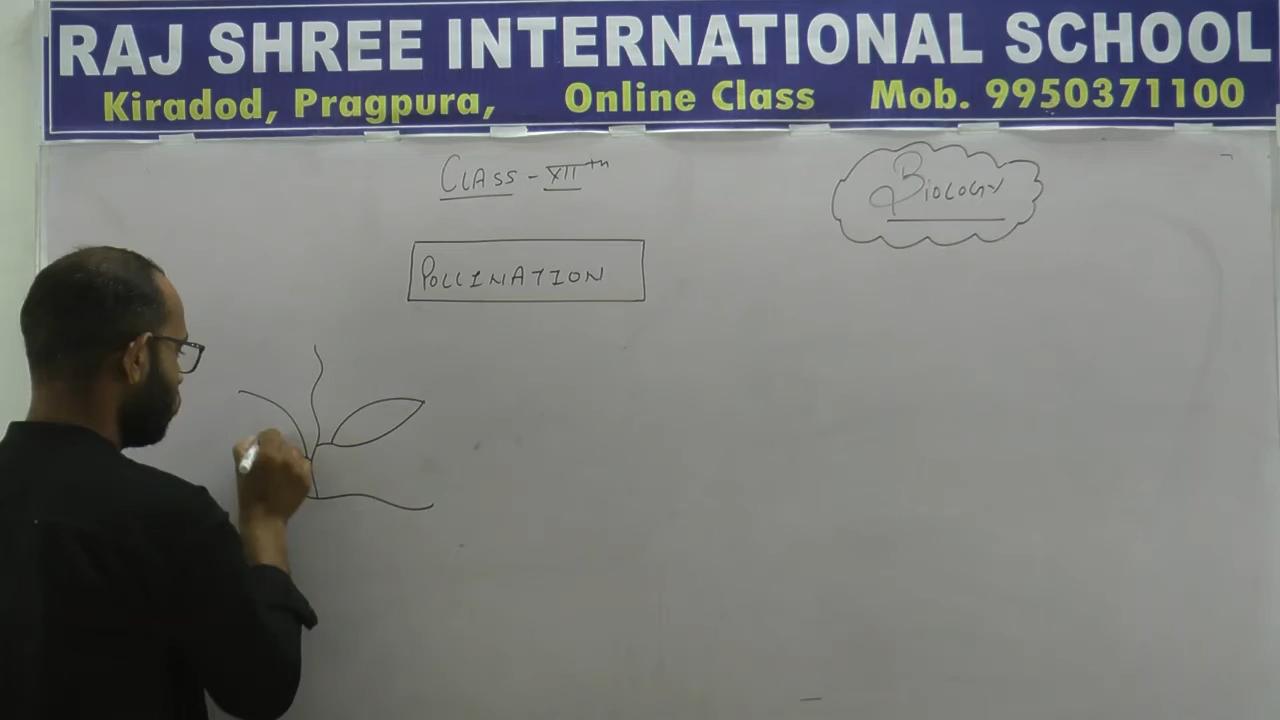 RAJ SHREE INTERNATIONAL SCHOOL
Kiradod, Pragpura, Online Class Mob. 9950371100
CLASS - XIIth
BIOLOGY
POLLINATION